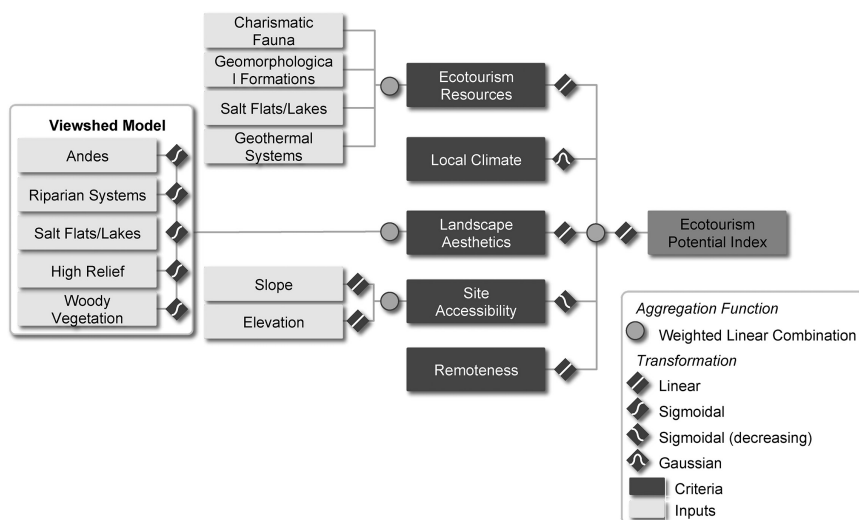 Charismatic
Fauna
Geomorphologica
l Formations
Salt Flats/Lakes
Geothermal
Systems
Viewshed Model
Andes
Riparian Systems
Salt Flats/Lakes
High Relief
Woody
Vegetation
Slope
Elevation
Ecotourism
Resources
Local Climate
Landscape
Aesthetics
Site
Accessibility
Remoteness
Ecotourism
Potential Index
Aggregation Function
Weighted Linear Combination
Transformation
Linear
Sigmoidal
Sigmoidal (decreasing)
Gaussian
Criteria
Inputs